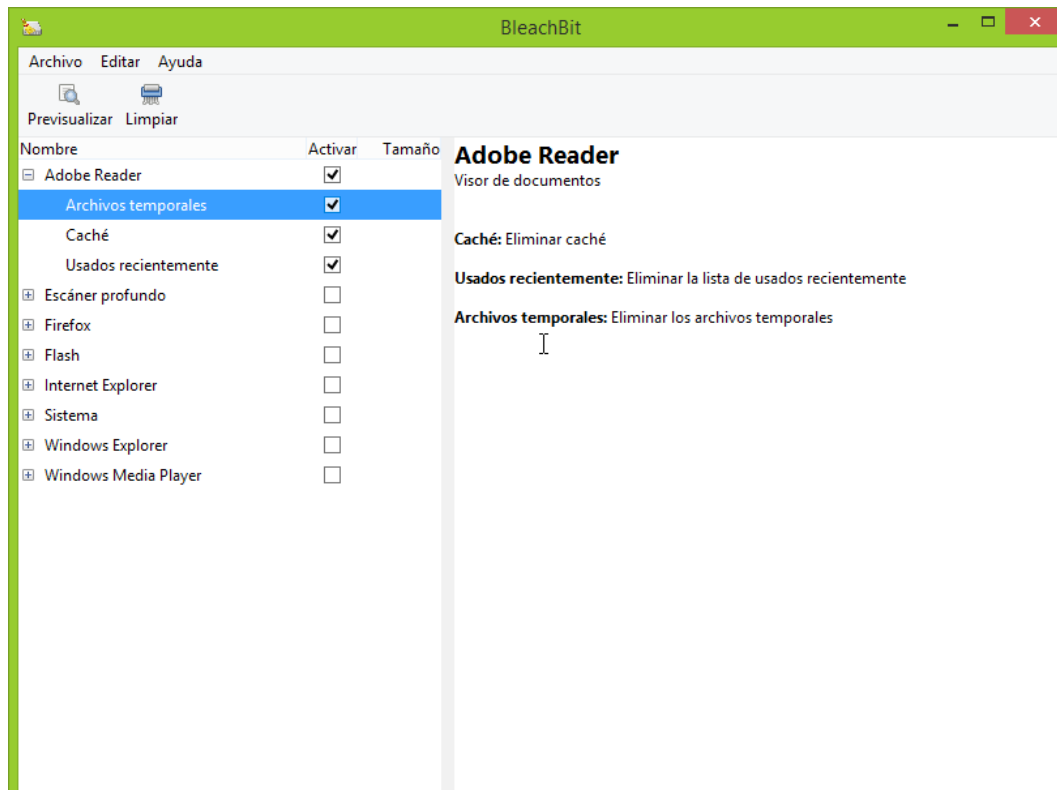 BleachBit
Archivo Editar Ayuda
Previsualizar Limpiar
Nombre Activar Tamaño
Adobe Reader
Archivos temporales
Caché
Usados recientemente
Escáner profundo
Firefox
Flash
Internet Explorer
Sistema
Windows Explorer
Windows Media Player
Adobe Reader
Visor de documentos
Caché: Eliminar caché
Usados recientemente: Eliminar la lista de usados recientemente
Archivos temporales: Eliminar los archivos temporales